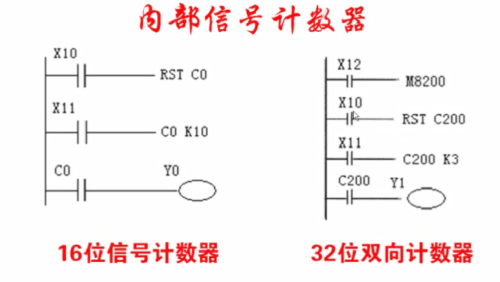 内部信号计数器
X10
RST C0
X11
C0 K10
C0
Y0
16位信号计数器
X12
M8200
X10
RST C200
X11
C200 K3
C200
Y1
32位双向计数器